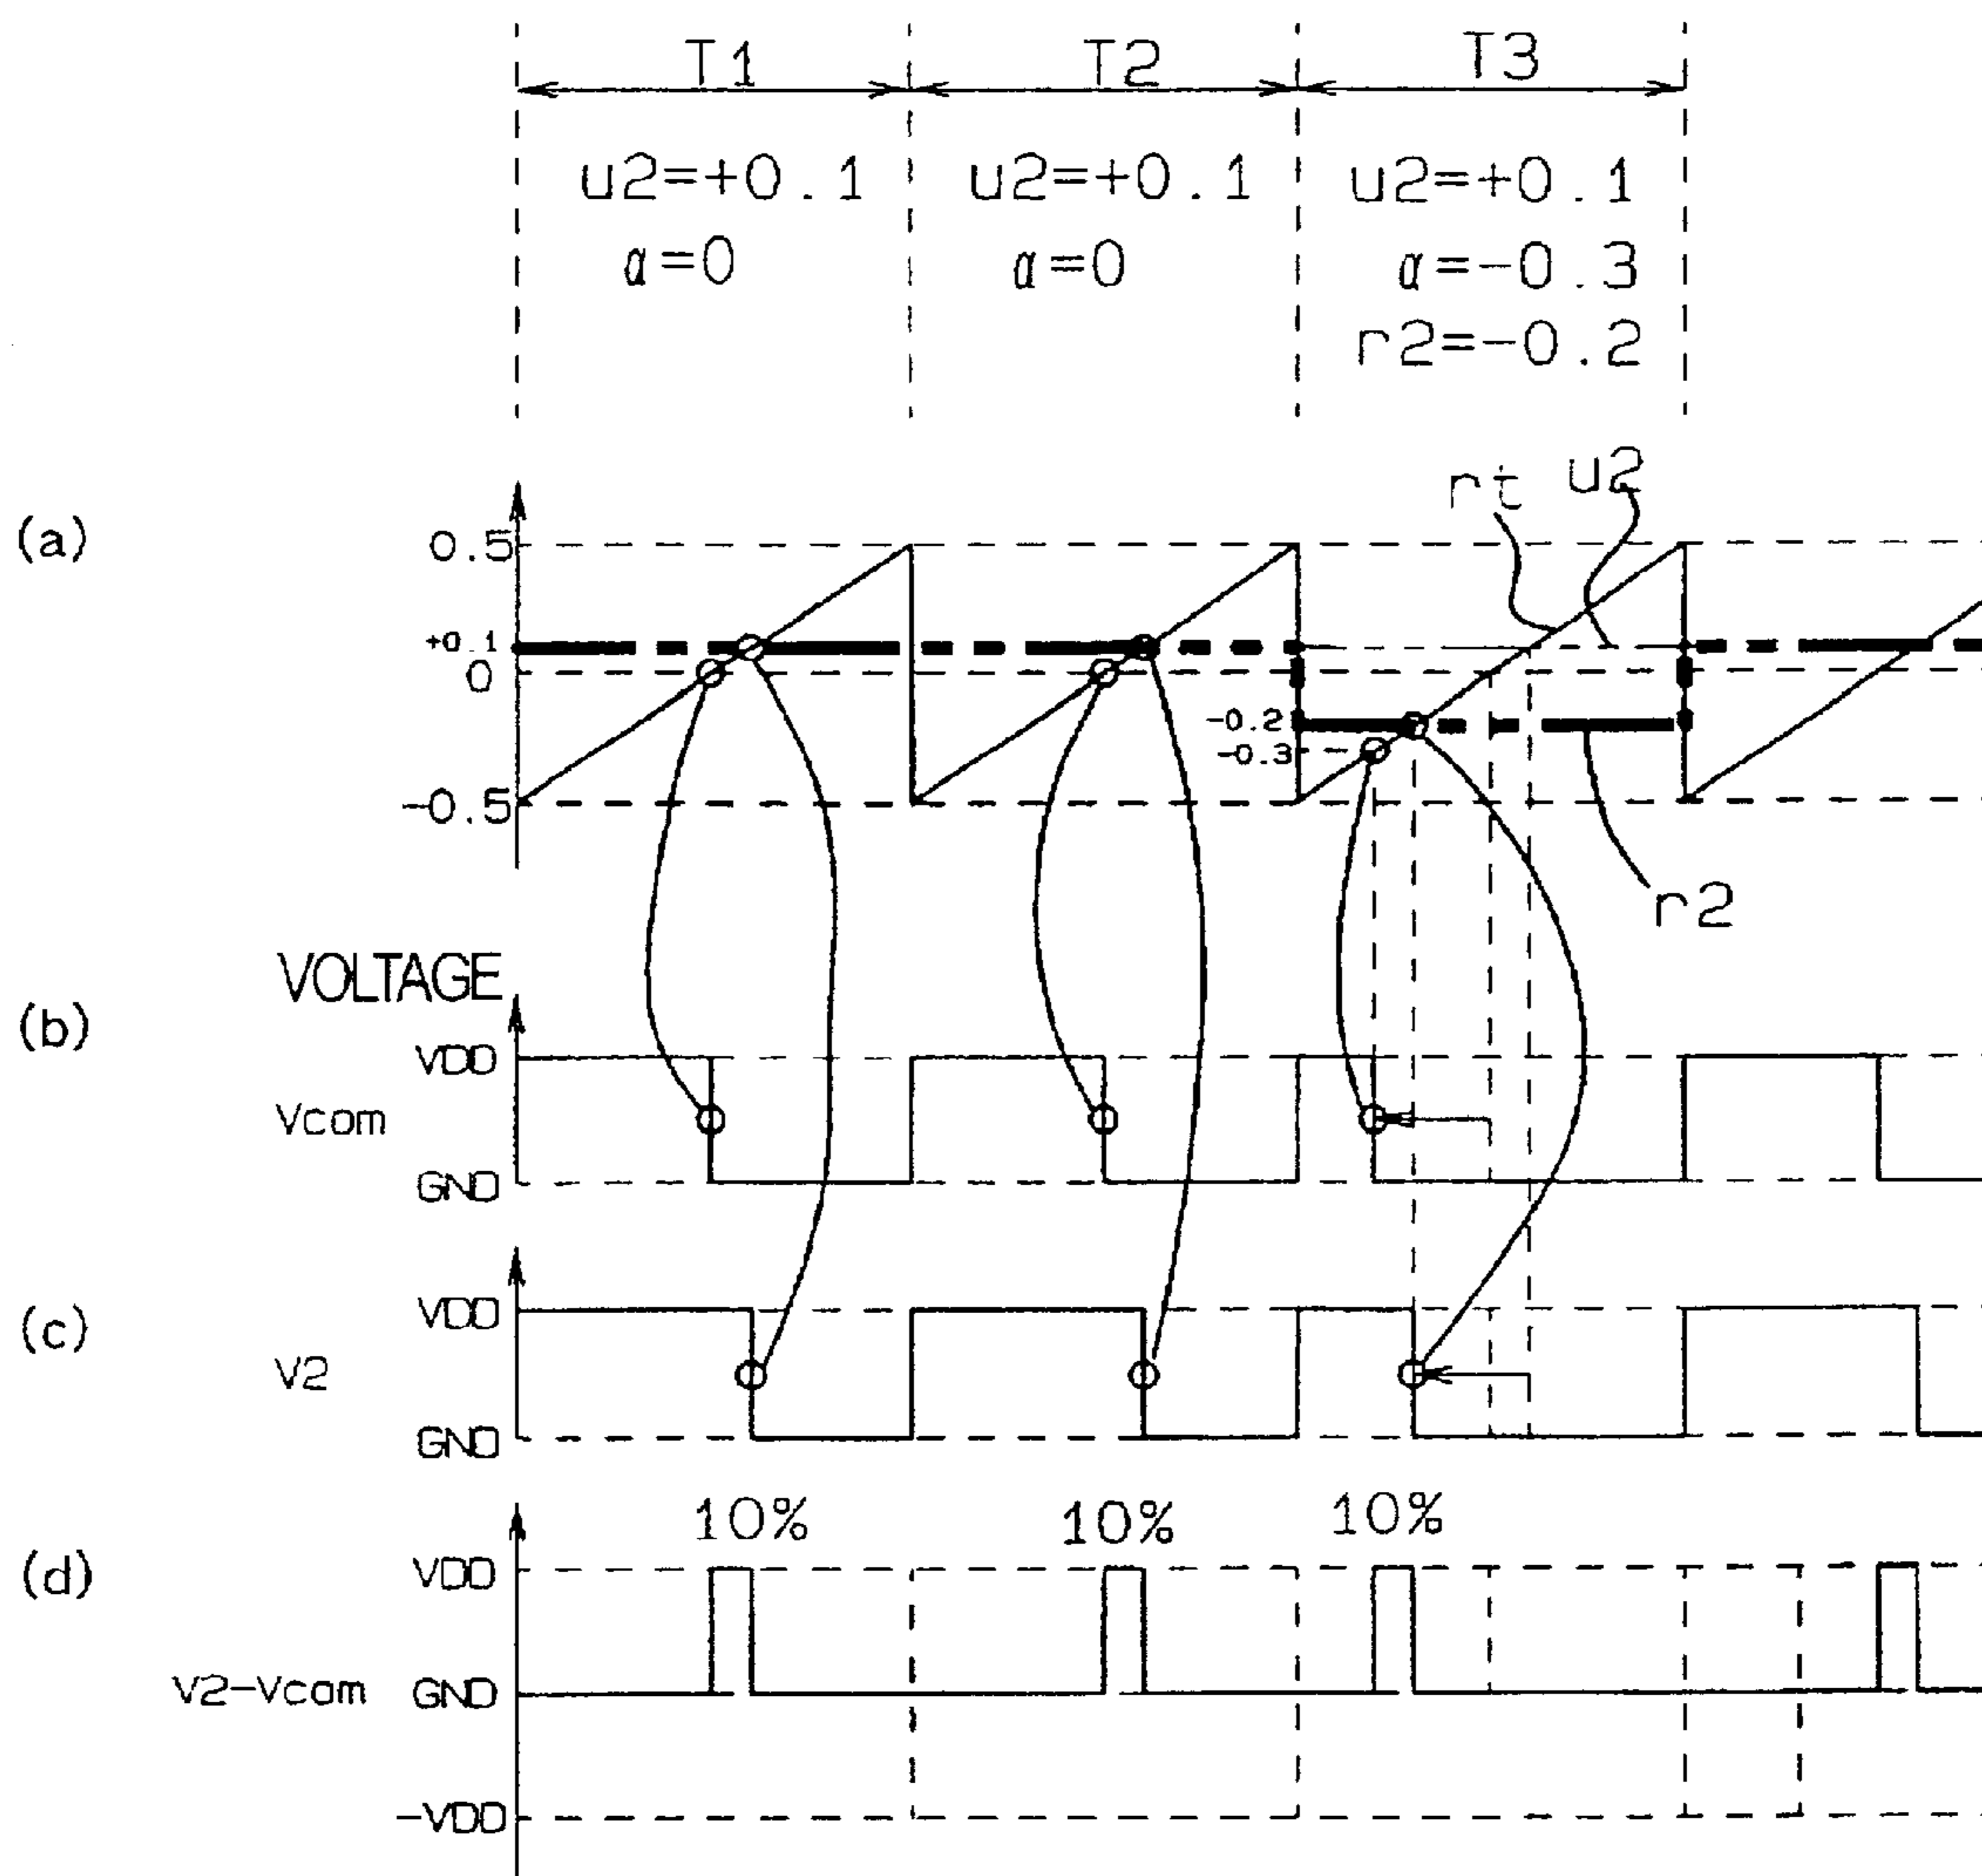 T1 T2 T3
u2=+0.1 u2=+0.1 u2=+0.1
α=0 α=0 α=-0.3
r2=-0.2
rt u2
(a)
0.5
+0.1
0
-0.2
-0.3
-0.5
r2
VOLTAGE
(b)
VDD
Vcom
GND
(c)
VDD
V2
GND
10% 10% 10%
(d)
VDD
V2-Vcom GND
-VDD